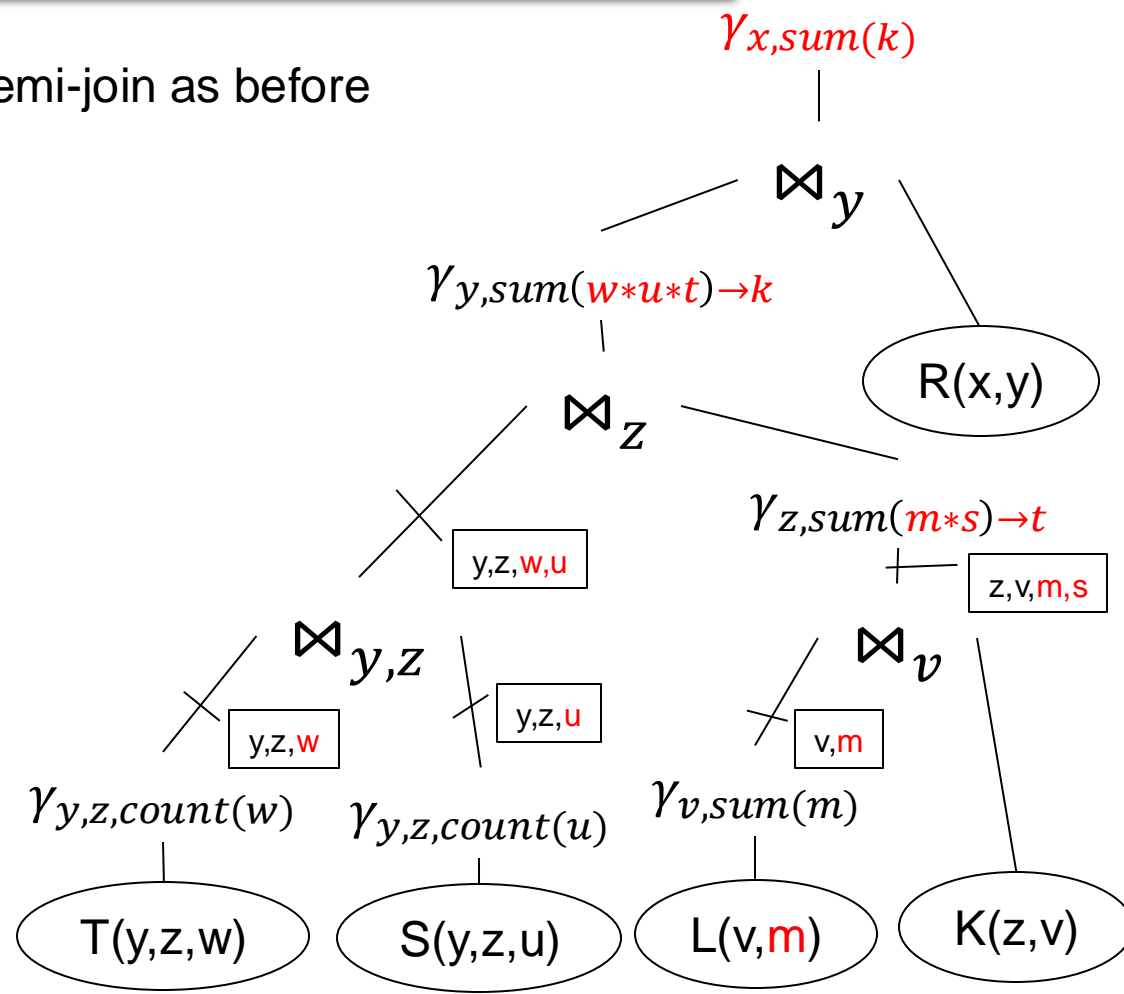 γx,sum(k)
emi-join as before
⋈y
γy,sum(w*u*t)→k
R(x,y)
⋈z
γz,sum(m*s)→t
y,z,w,u
z,v,m,s
⋈y,z
⋈v
y,z,w
y,z,u
v,m
γy,z,count(w)
γy,z,count(u)
γv,sum(m)
T(y,z,w)
S(y,z,u)
L(v,m)
K(z,v)